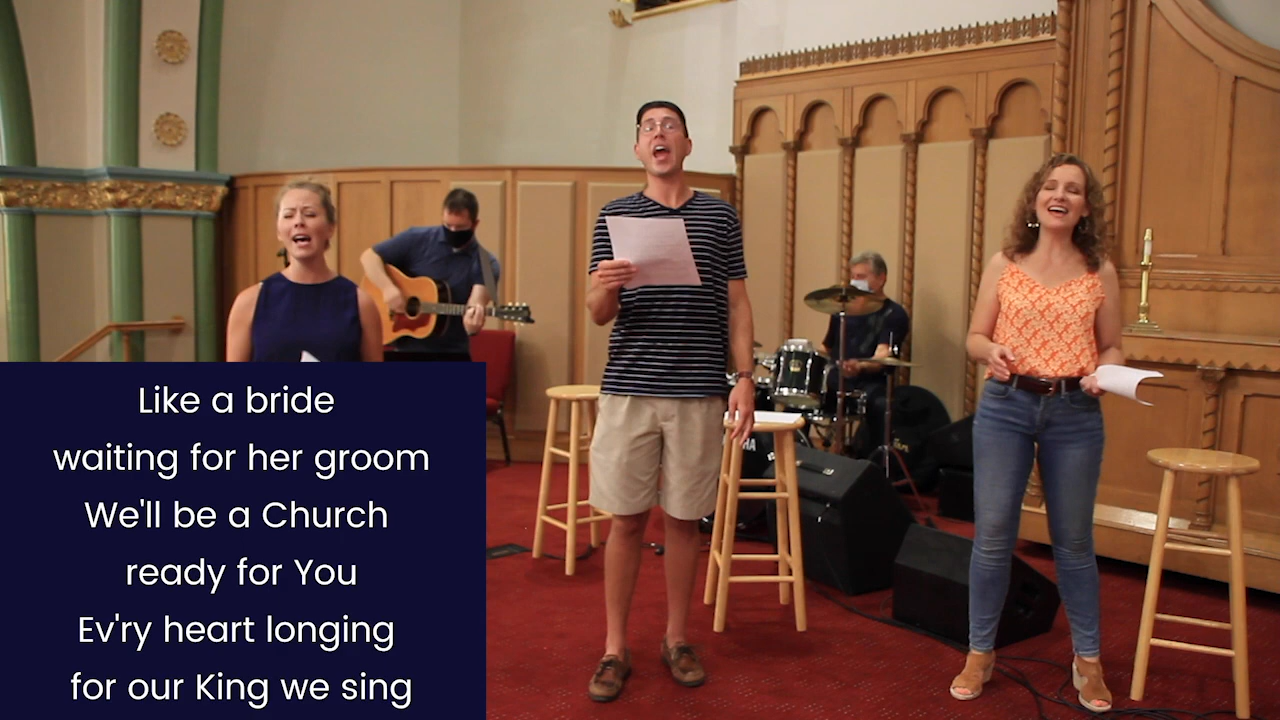 Like a bride
waiting for her groom
We'll be a Church
ready for You
Ev'ry heart longing
for our King we sing